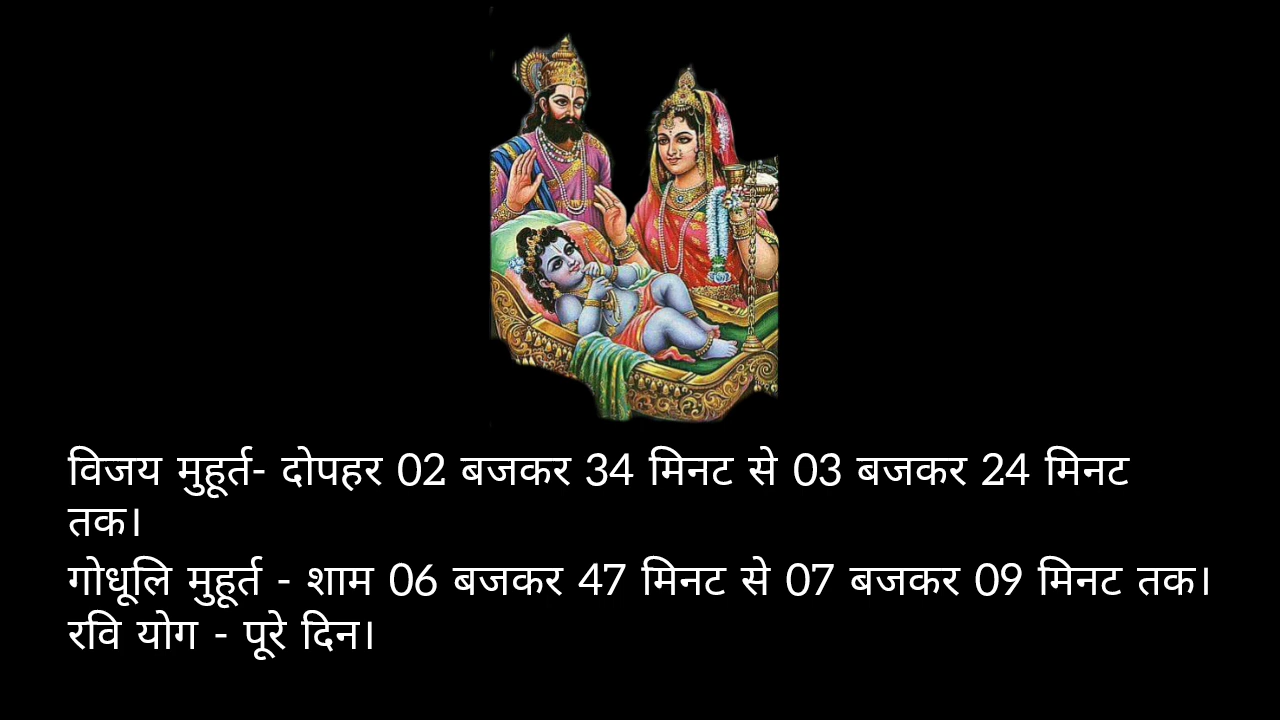 विजय मुहूर्त- दोपहर 02 बजकर 34 मिनट से 03 बजकर 24 मिनट
तक।
गोधूलि मुहूर्त - शाम 06 बजकर 47 मिनट से 07 बजकर 09 मिनट तक।
रवि योग - पूरे दिन।